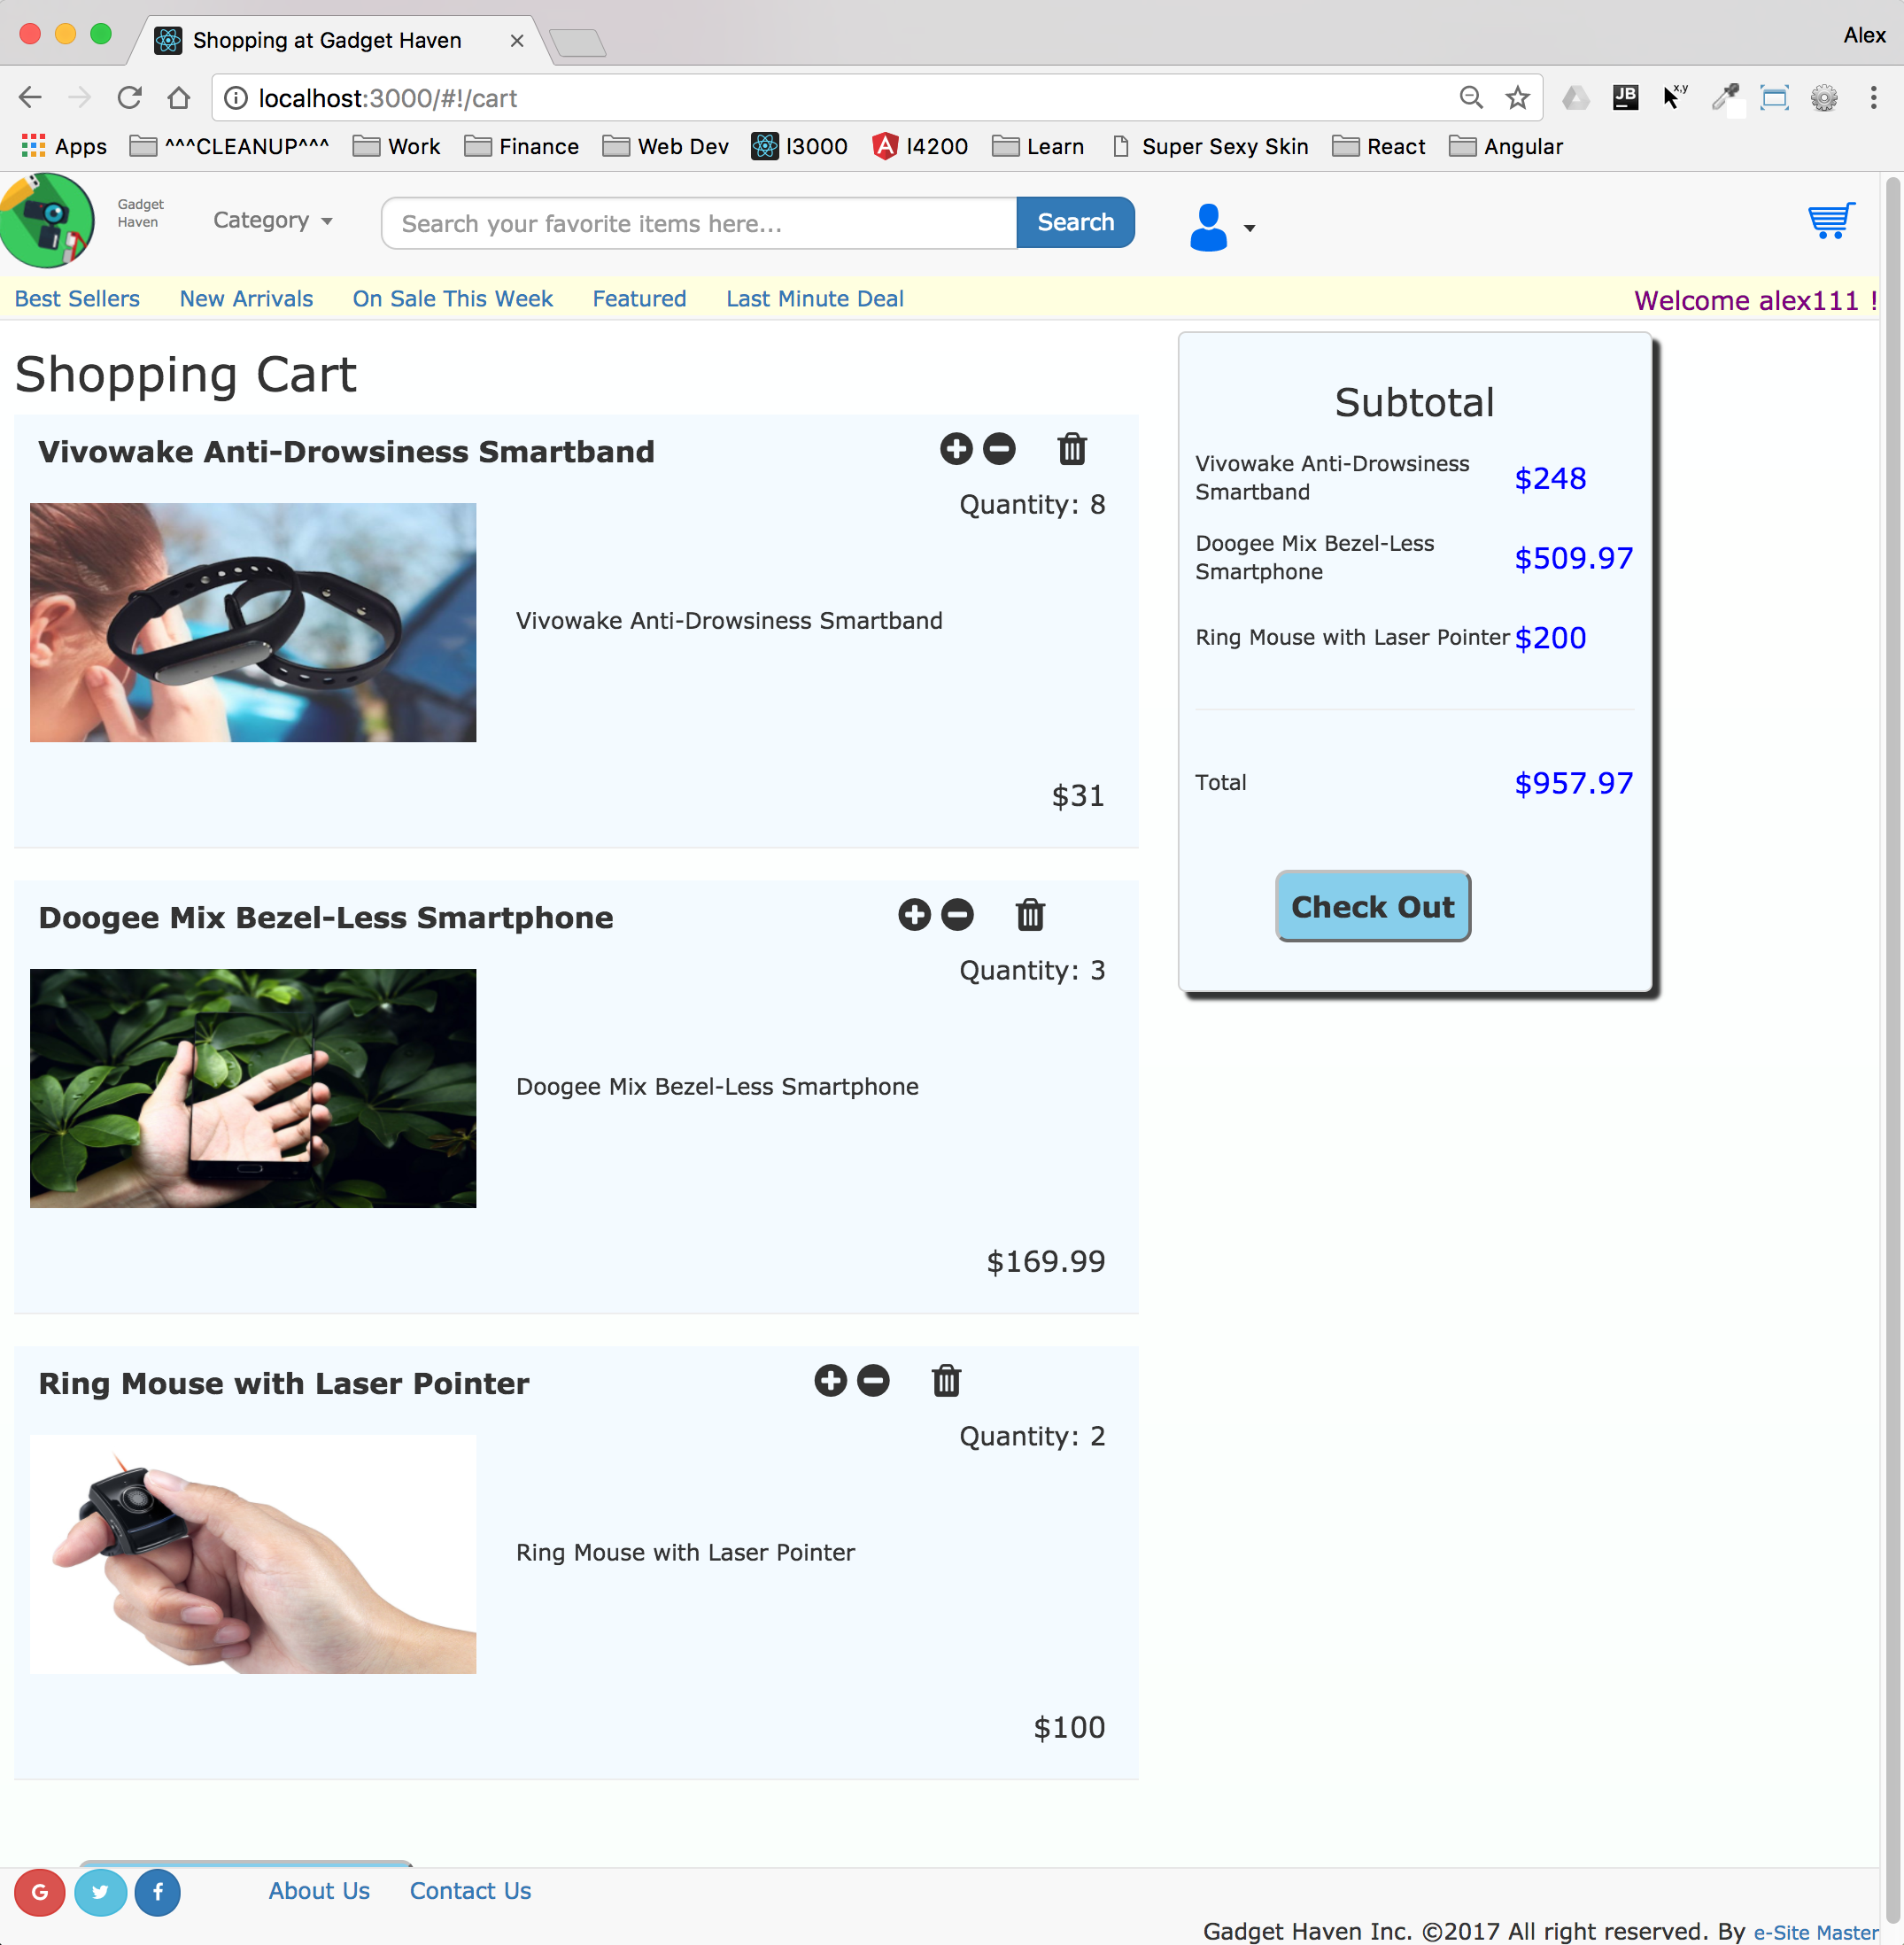 Shopping at Gadget Haven
Alex
localhost:3000/#!/cart
JB
x,y
Apps
^^^CLEANUP^^^
Work
Finance
Web Dev
l3000
l4200
Learn
Super Sexy Skin
React
Angular
Gadget
Haven
Category
Search your favorite items here...
Search
Best Sellers
New Arrivals
On Sale This Week
Featured
Last Minute Deal
Welcome alex111 !
Shopping Cart
Vivowake Anti-Drowsiness Smartband
Quantity: 8
Vivowake Anti-Drowsiness Smartband
$31
Doogee Mix Bezel-Less Smartphone
Quantity: 3
Doogee Mix Bezel-Less Smartphone
$169.99
Ring Mouse with Laser Pointer
Quantity: 2
Ring Mouse with Laser Pointer
$100
Subtotal
Vivowake Anti-Drowsiness
Smartband
$248
Doogee Mix Bezel-Less
Smartphone
$509.97
Ring Mouse with Laser Pointer $200
Total $957.97
Check Out
About Us
Contact Us
Gadget Haven Inc. ©2017 All right reserved. By e-Site Master